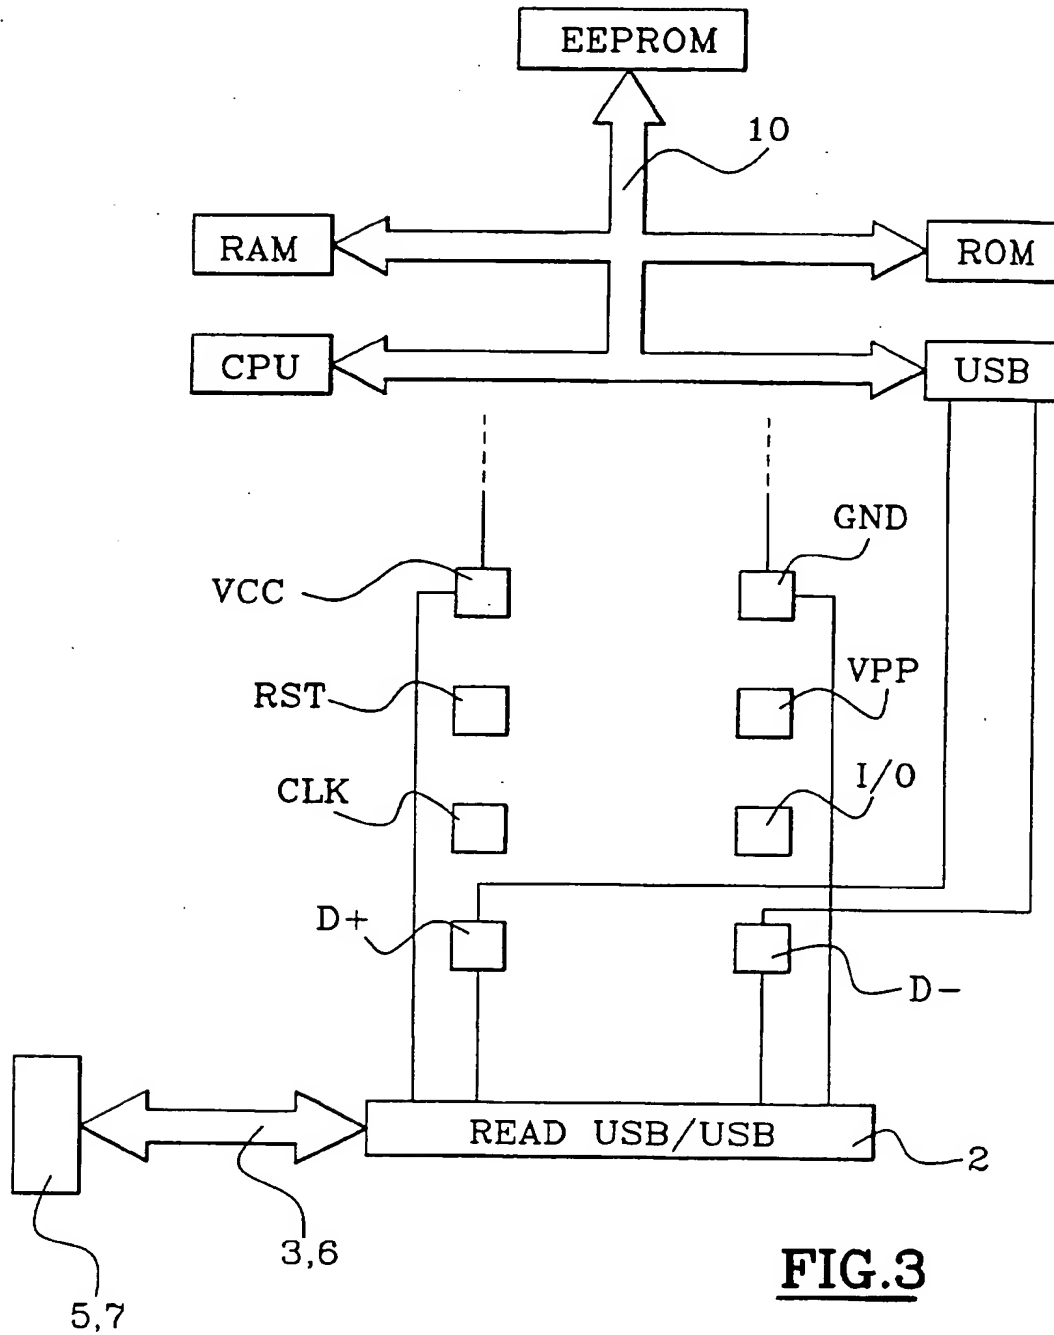 EEPROM
10
RAM
ROM
CPU
USB
GND
VCC
VPP
RST
I/O
CLK
D+
D-
READ USB/USB
2
3,6
5,7
FIG.3